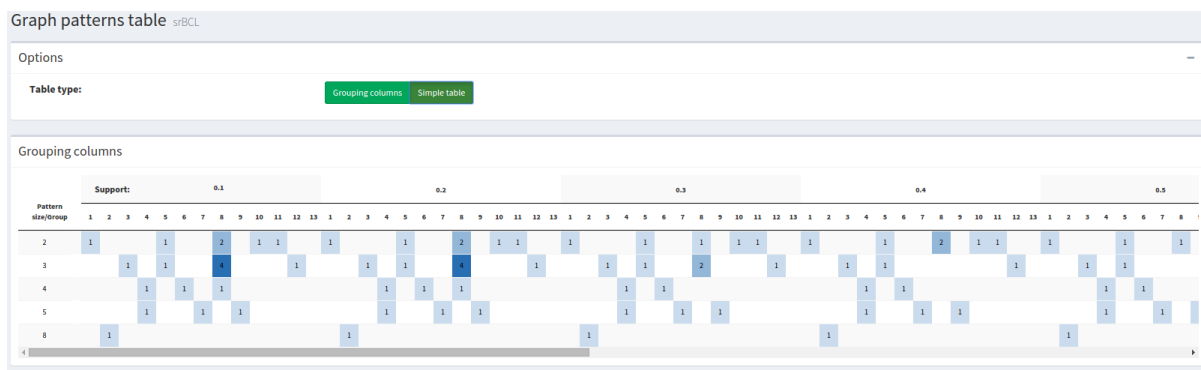 Graph patterns table srBCL
Options
Table type: Grouping columns Simple table
Grouping columns
Support: 0.1 0.2 0.3 0.4 0.5
Pattern
size/Group 1 2 3 4 5 6 7 8 9 10 11 12 13 1 2 3 4 5 6 7 8 9 10 11 12 13 1 2 3 4 5 6 7 8 9 10 11 12 13 1 2 3 4 5 6 7 8 9 10 11 12 13 1 2 3 4 5 6 7 8
2 1 1 2 1 1 1 1 2 1 1 1 1 1 1 1 1 1 2 1 1 1 1 1
3 1 1 4 1 1 1 4 1 1 1 2 1 1 1 1 1 1
4 1 1 1 1 1 1 1 1 1 1 1 1
5 1 1 1 1 1 1 1 1 1 1 1 1 1 1
8 1 1 1 1 1